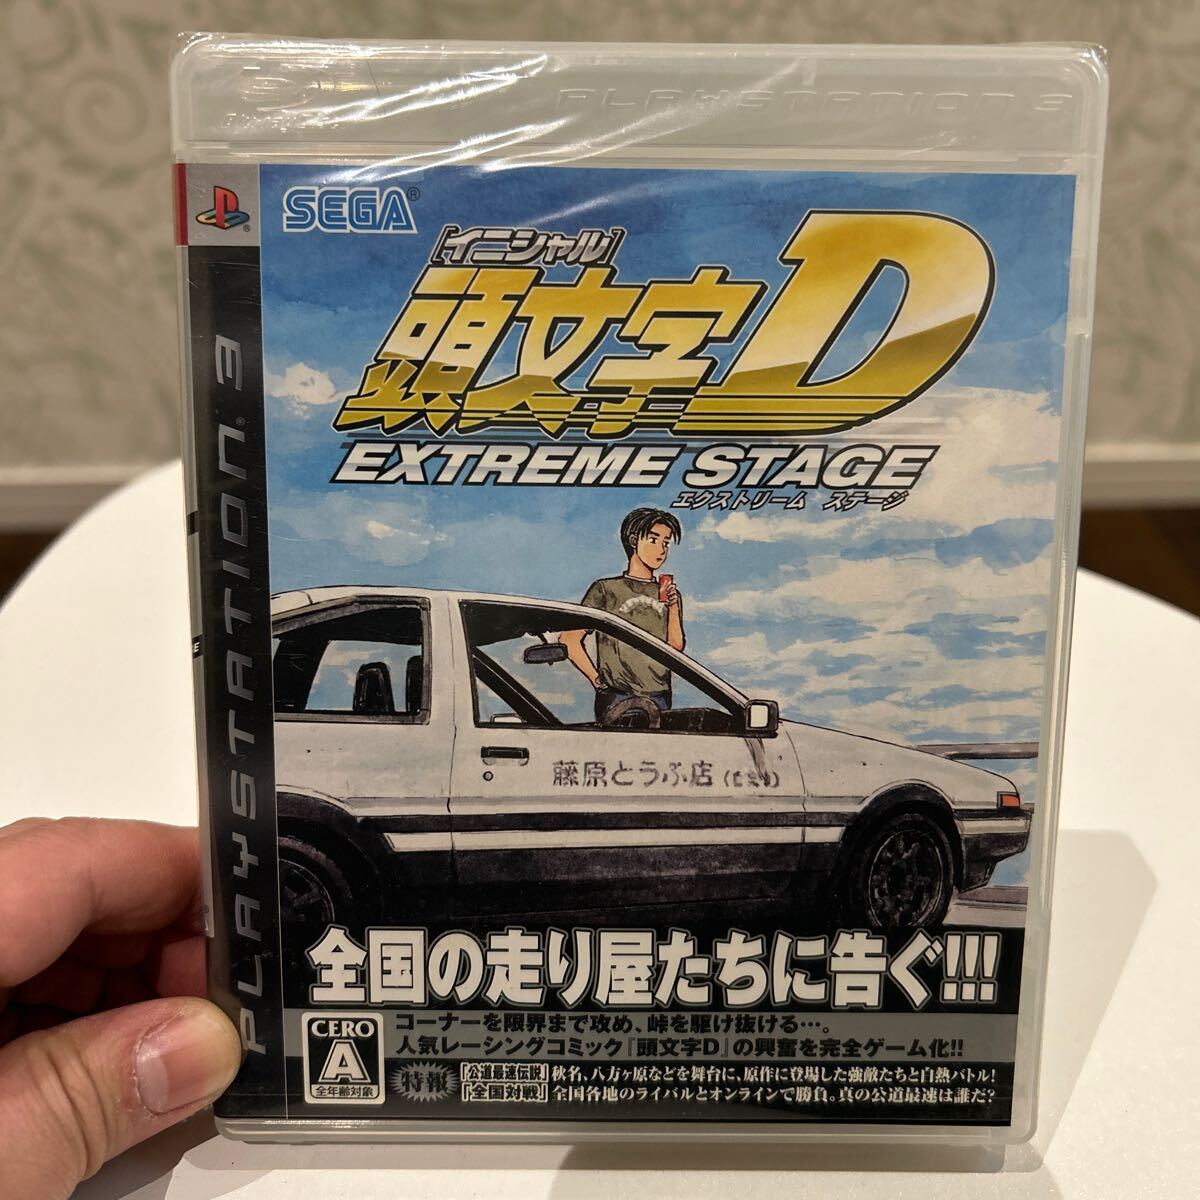 PLAYSTATION 3
SEGA®
[イニシャル]
頭文字D
EXTREME STAGE
エクストリーム ステージ
PLAYSTATION®3
藤原とうふ店(自家用)
全国の走り屋たちに告ぐ!!!
CERO
A
全年齢対象
コーナーを限界まで攻め、峠を駆け抜ける…。
人気レーシングコミック『頭文字D』の興奮を完全ゲーム化!!
特報
「公道最速伝説」秋名、八方ヶ原などを舞台に、原作に登場した強敵たちと白熱バトル!
「全国対戦」全国各地のライバルとオンラインで勝負。真の公道最速は誰だ?